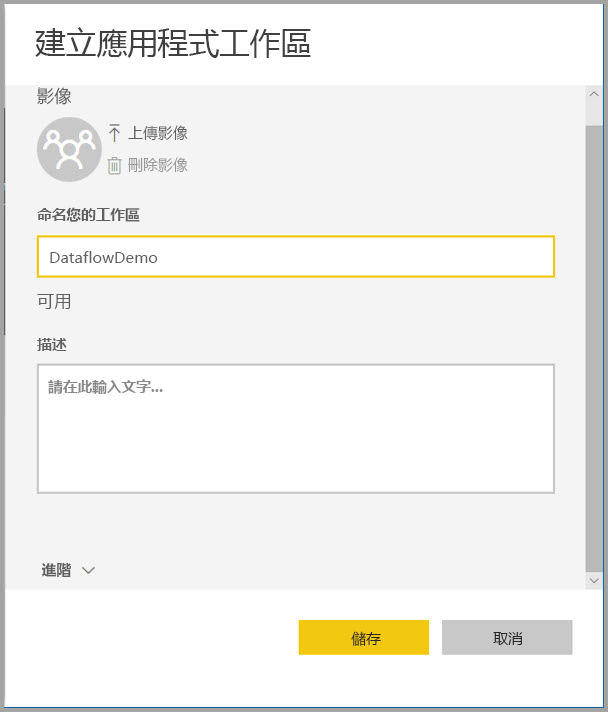 建立應用程式工作區
影像
上傳影像
刪除影像
命名您的工作區
DataflowDemo
可用
描述
請在此輸入文字...
進階
儲存
取消